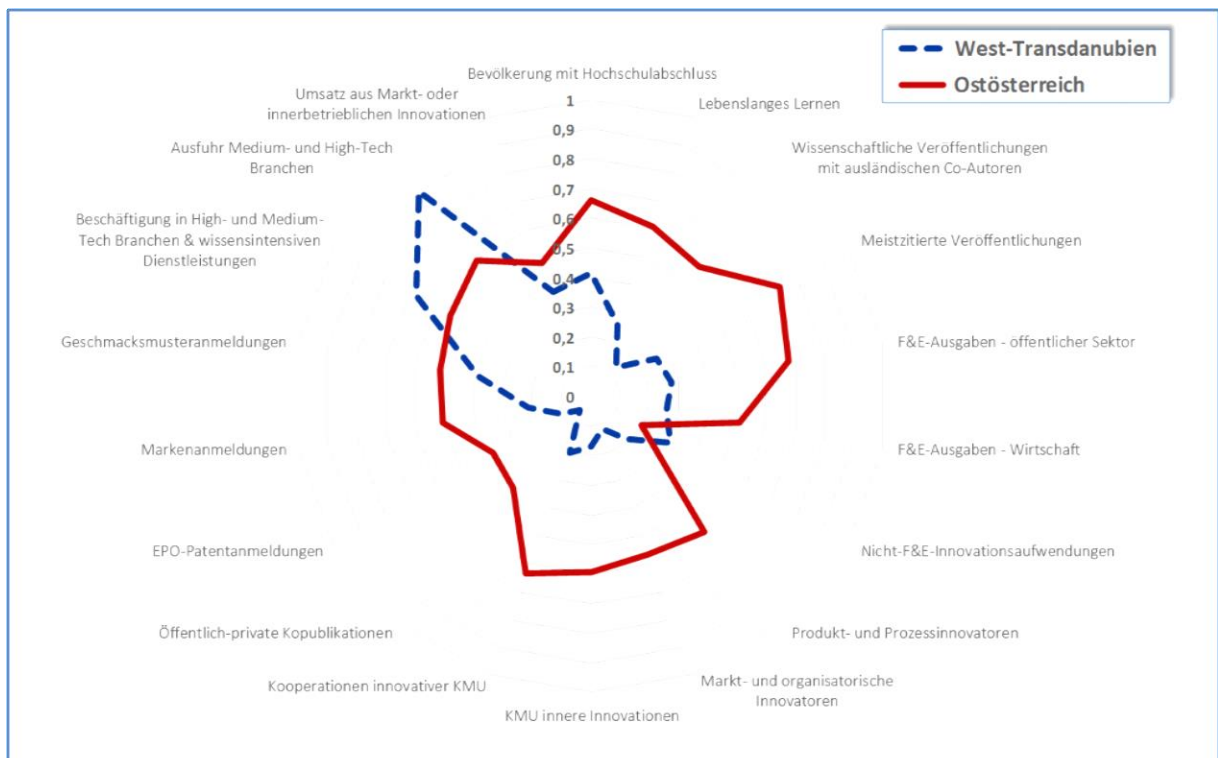 West-Transdanubien
Ostösterreich
Bevölkerung mit Hochschulabschluss
Lebenslanges Lernen
Wissenschaftliche Veröffentlichungen
mit ausländischen Co-Autoren
Meistzitierte Veröffentlichungen
F&E-Ausgaben - öffentlicher Sektor
F&E-Ausgaben - Wirtschaft
Nicht-F&E-Innovationsaufwendungen
Produkt- und Prozessinnovatoren
Markt- und organisatorische
Innovatoren
KMU innere Innovationen
Kooperationen innovativer KMU
Öffentlich-private Kopublikationen
EPO-Patentanmeldungen
Markenanmeldungen
Geschmacksmusteranmeldungen
Beschäftigung in High- und Medium-
Tech Branchen & wissensintensiven
Dienstleistungen
Ausfuhr Medium- und High-Tech
Branchen
Umsatz aus Markt- oder
innerbetrieblichen Innovationen
1
0,9
0,8
0,7
0,6
0,5
0,4
0,3
0,2
0,1
0